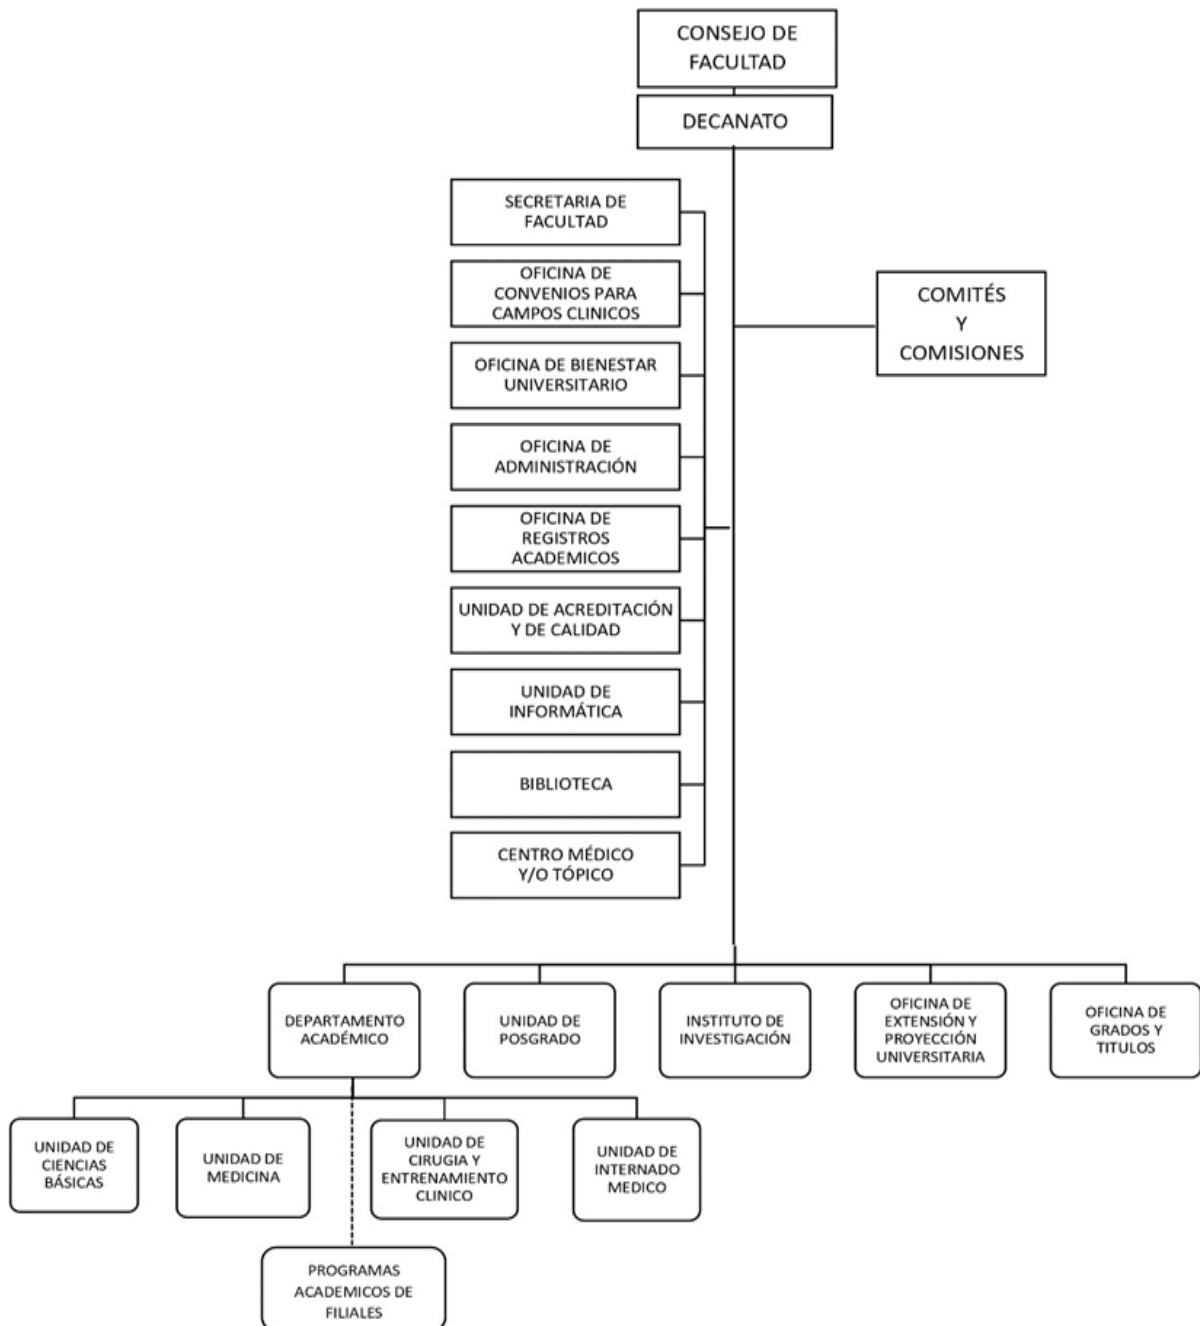 CONSEJO DE
FACULTAD
DECANATO
SECRETARIA DE
FACULTAD
OFICINA DE
CONVENIOS PARA
CAMPOS CLINICOS
OFICINA DE BIENESTAR
UNIVERSITARIO
OFICINA DE
ADMINISTRACIÓN
OFICINA DE
REGISTROS
ACADEMICOS
UNIDAD DE ACREDITACIÓN
Y DE CALIDAD
UNIDAD DE
INFORMÁTICA
BIBLIOTECA
CENTRO MÉDICO
Y/O TÓPICO
COMITÉS
Y
COMISIONES
DEPARTAMENTO
ACADÉMICO
UNIDAD DE
POSGRADO
INSTITUTO DE
INVESTIGACIÓN
OFICINA DE
EXTENSIÓN Y
PROYECCIÓN
UNIVERSITARIA
OFICINA DE
GRADOS Y
TITULOS
UNIDAD DE
CIENCIAS
BÁSICAS
UNIDAD DE
MEDICINA
UNIDAD DE
CIRUGIA Y
ENTRENAMIENTO
CLINICO
UNIDAD DE
INTERNADO
MEDICO
PROGRAMAS
ACADEMICOS DE
FILIALES